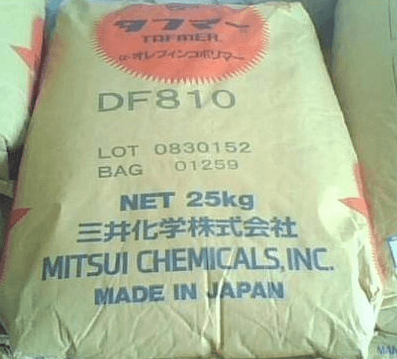 タフマー
TAFMER
α-オレフィンコポリマー
DF810
LOT 0830152
BAG 01259
NET 25kg
三井化学株式会社
MITSUI CHEMICALS, INC.
MADE IN JAPAN
MAN